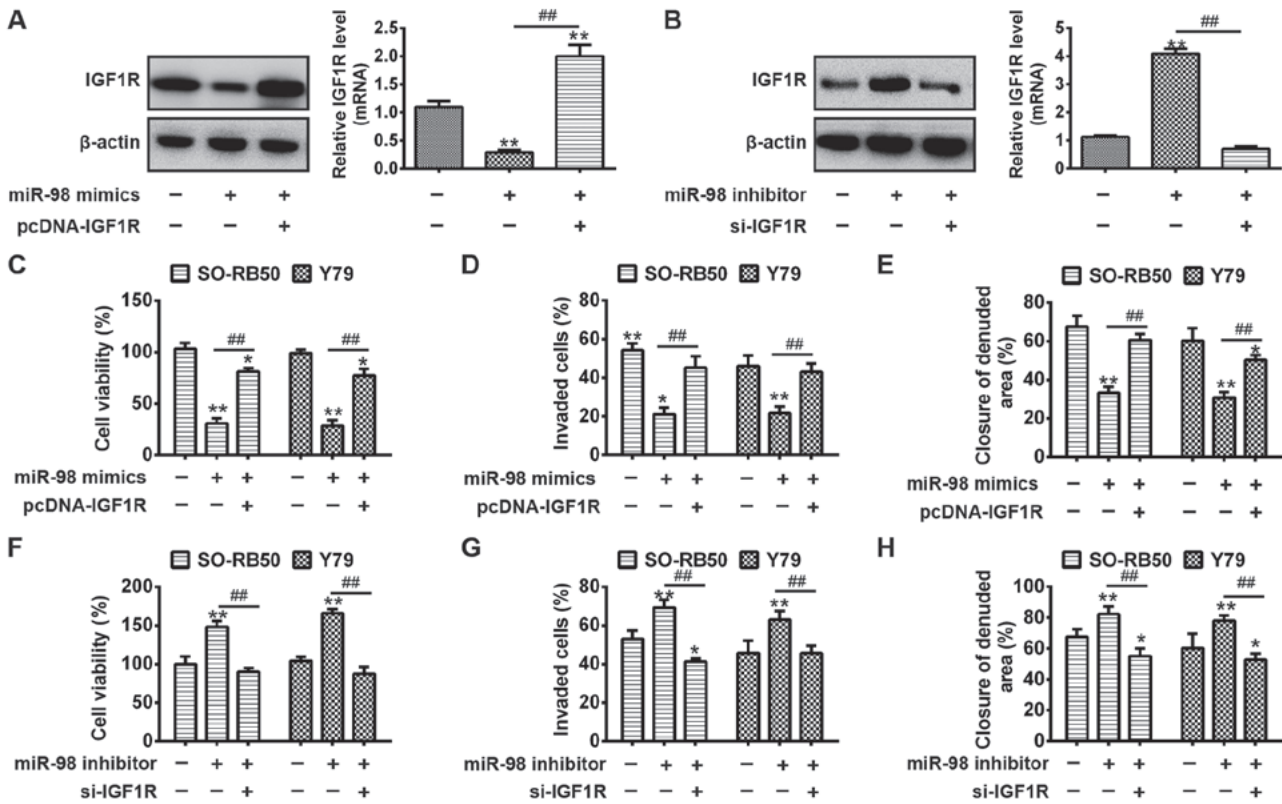 A
IGF1R
β-actin
miR-98 mimics − + +
pcDNA-IGF1R − − +
Relative IGF1R level
(mRNA)
2.5
2.0
1.5
1.0
0.5
0.0
** ** ##
− + +
− − +
B
IGF1R
β-actin
miR-98 inhibitor − + +
si-IGF1R − − +
Relative IGF1R level
(mRNA)
5
4
3
2
1
0
** ##
− + +
− − +
C
SO-RB50 Y79
Cell viability (%)
150
100
50
0
** ## * ** ## *
miR-98 mimics − + + − + +
pcDNA-IGF1R − − + − − +
D
SO-RB50 Y79
Invaded cells (%)
80
60
40
20
0
** * ## ** ##
miR-98 mimics − + + − + +
pcDNA-IGF1R − − + − − +
E
SO-RB50 Y79
Closure of denuded
area (%)
80
60
40
20
0
** ## ** ## *
miR-98 mimics − + + − + +
pcDNA-IGF1R − − + − − +
F
SO-RB50 Y79
Cell viability (%)
200
150
100
50
0
** ## ** ##
miR-98 inhibitor − + + − + +
si-IGF1R − − + − − +
G
SO-RB50 Y79
Invaded cells (%)
80
60
40
20
0
** ## * ** ##
miR-98 inhibitor − + + − + +
si-IGF1R − − + − − +
H
SO-RB50 Y79
Closure of denuded
area (%)
100
80
60
40
20
0
** ## * ** ## *
miR-98 inhibitor − + + − + +
si-IGF1R − − + − − +